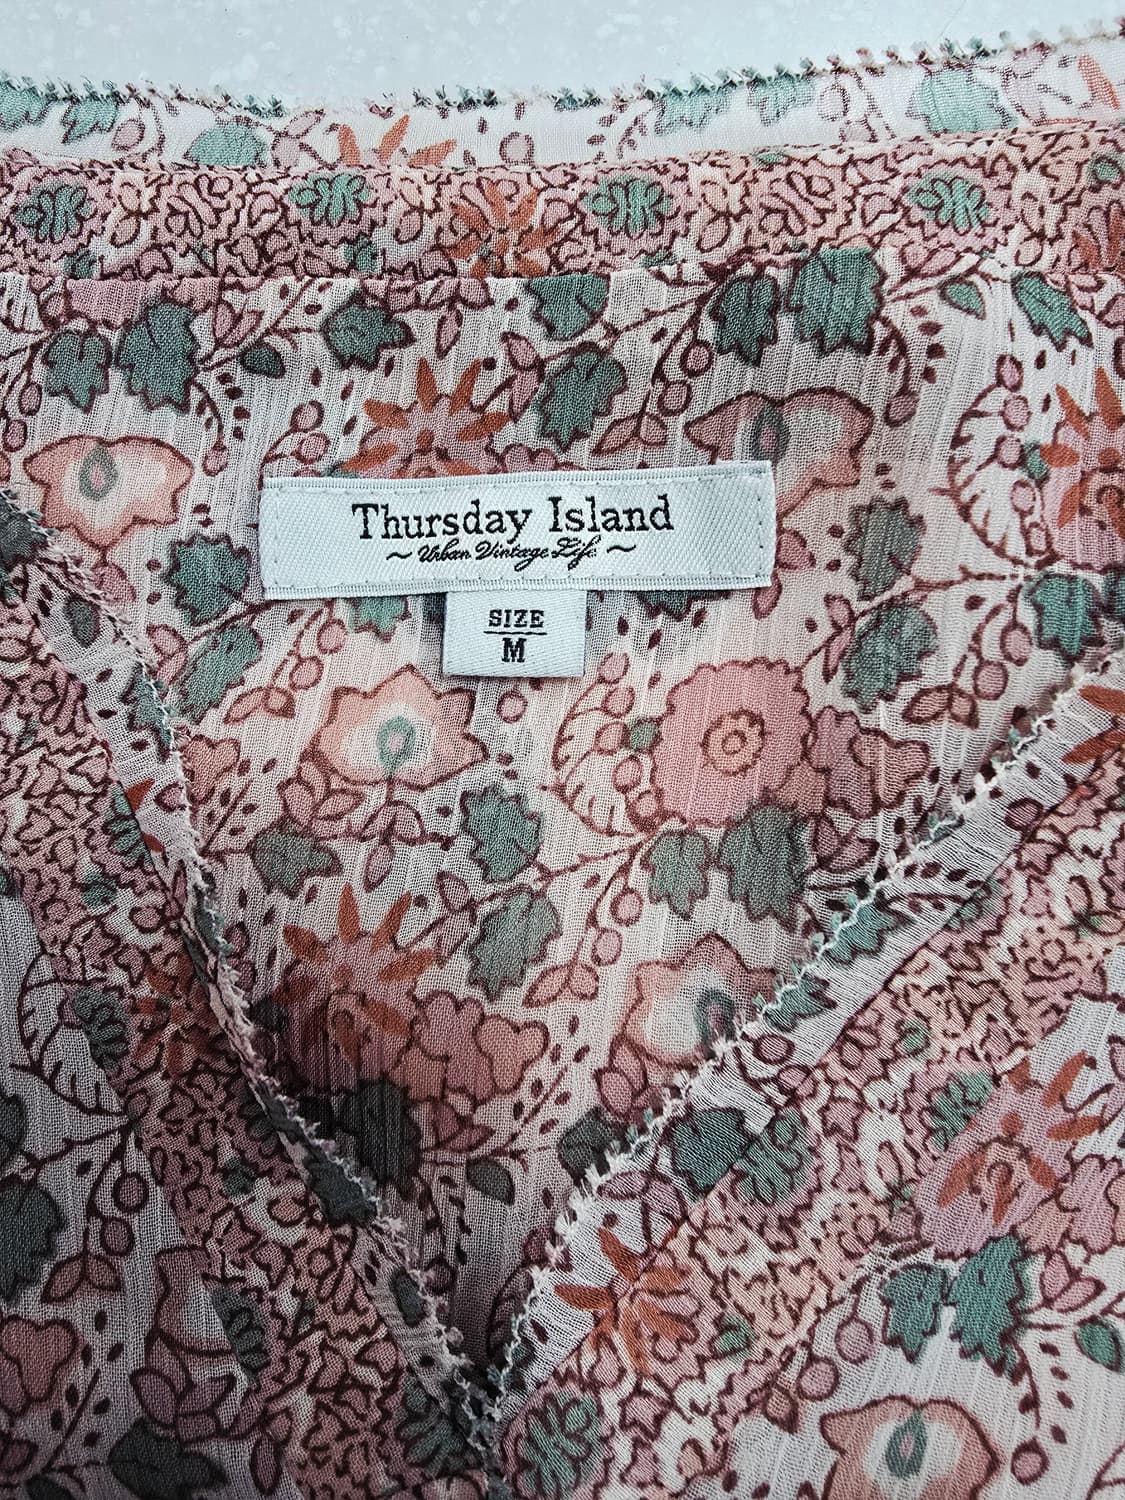 Thursday Island
~ Urban Vintage Life ~
SIZE
M